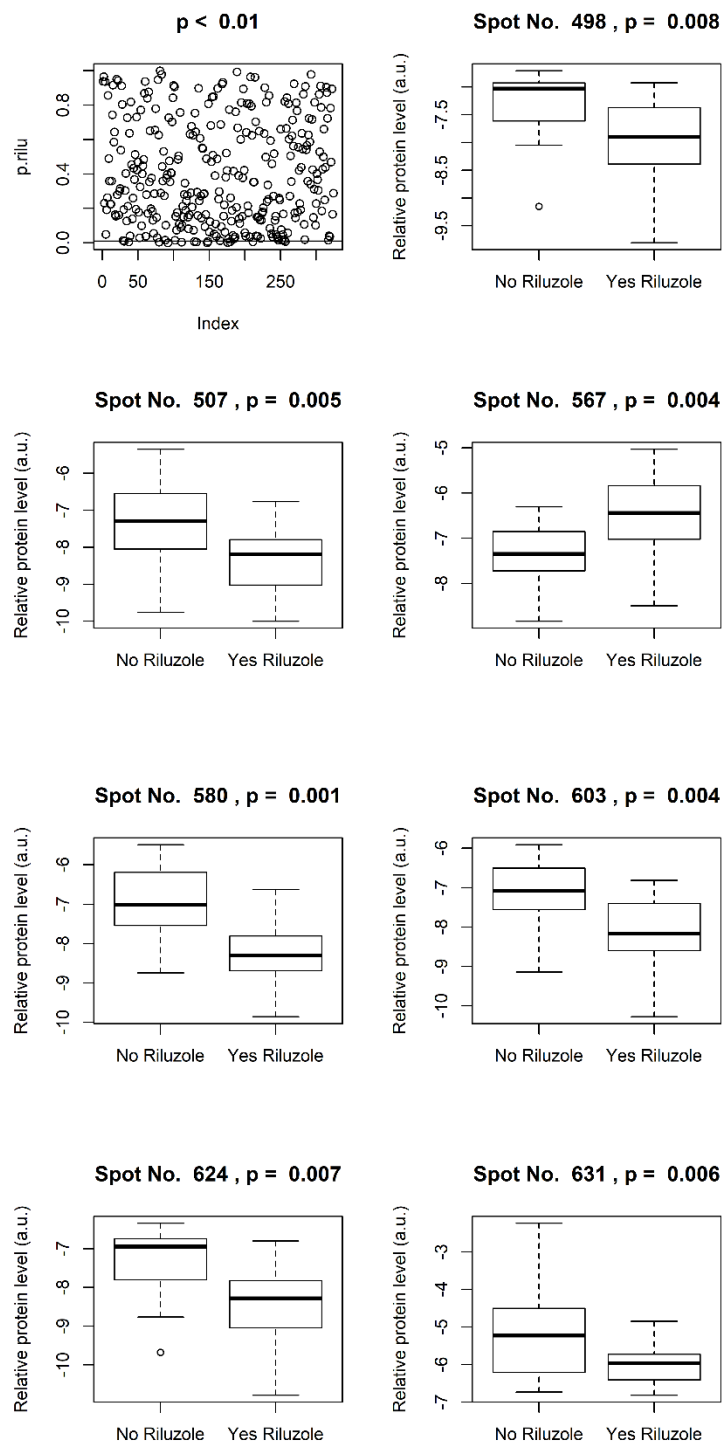 p < 0.01
p.rilu
0.0 0.4 0.8
0 50 150 250
Index
Spot No. 498 , p = 0.008
Relative protein level (a.u.)
-9.5 -8.5 -7.5
No Riluzole Yes Riluzole
Spot No. 507 , p = 0.005
Relative protein level (a.u.)
-10 -9 -8 -7 -6
No Riluzole Yes Riluzole
Spot No. 567 , p = 0.004
Relative protein level (a.u.)
-8 -7 -6 -5
No Riluzole Yes Riluzole
Spot No. 580 , p = 0.001
Relative protein level (a.u.)
-10 -9 -8 -7 -6
No Riluzole Yes Riluzole
Spot No. 603 , p = 0.004
Relative protein level (a.u.)
-10 -9 -8 -7 -6
No Riluzole Yes Riluzole
Spot No. 624 , p = 0.007
Relative protein level (a.u.)
-10 -9 -8 -7
No Riluzole Yes Riluzole
Spot No. 631 , p = 0.006
Relative protein level (a.u.)
-7 -6 -5 -4 -3
No Riluzole Yes Riluzole